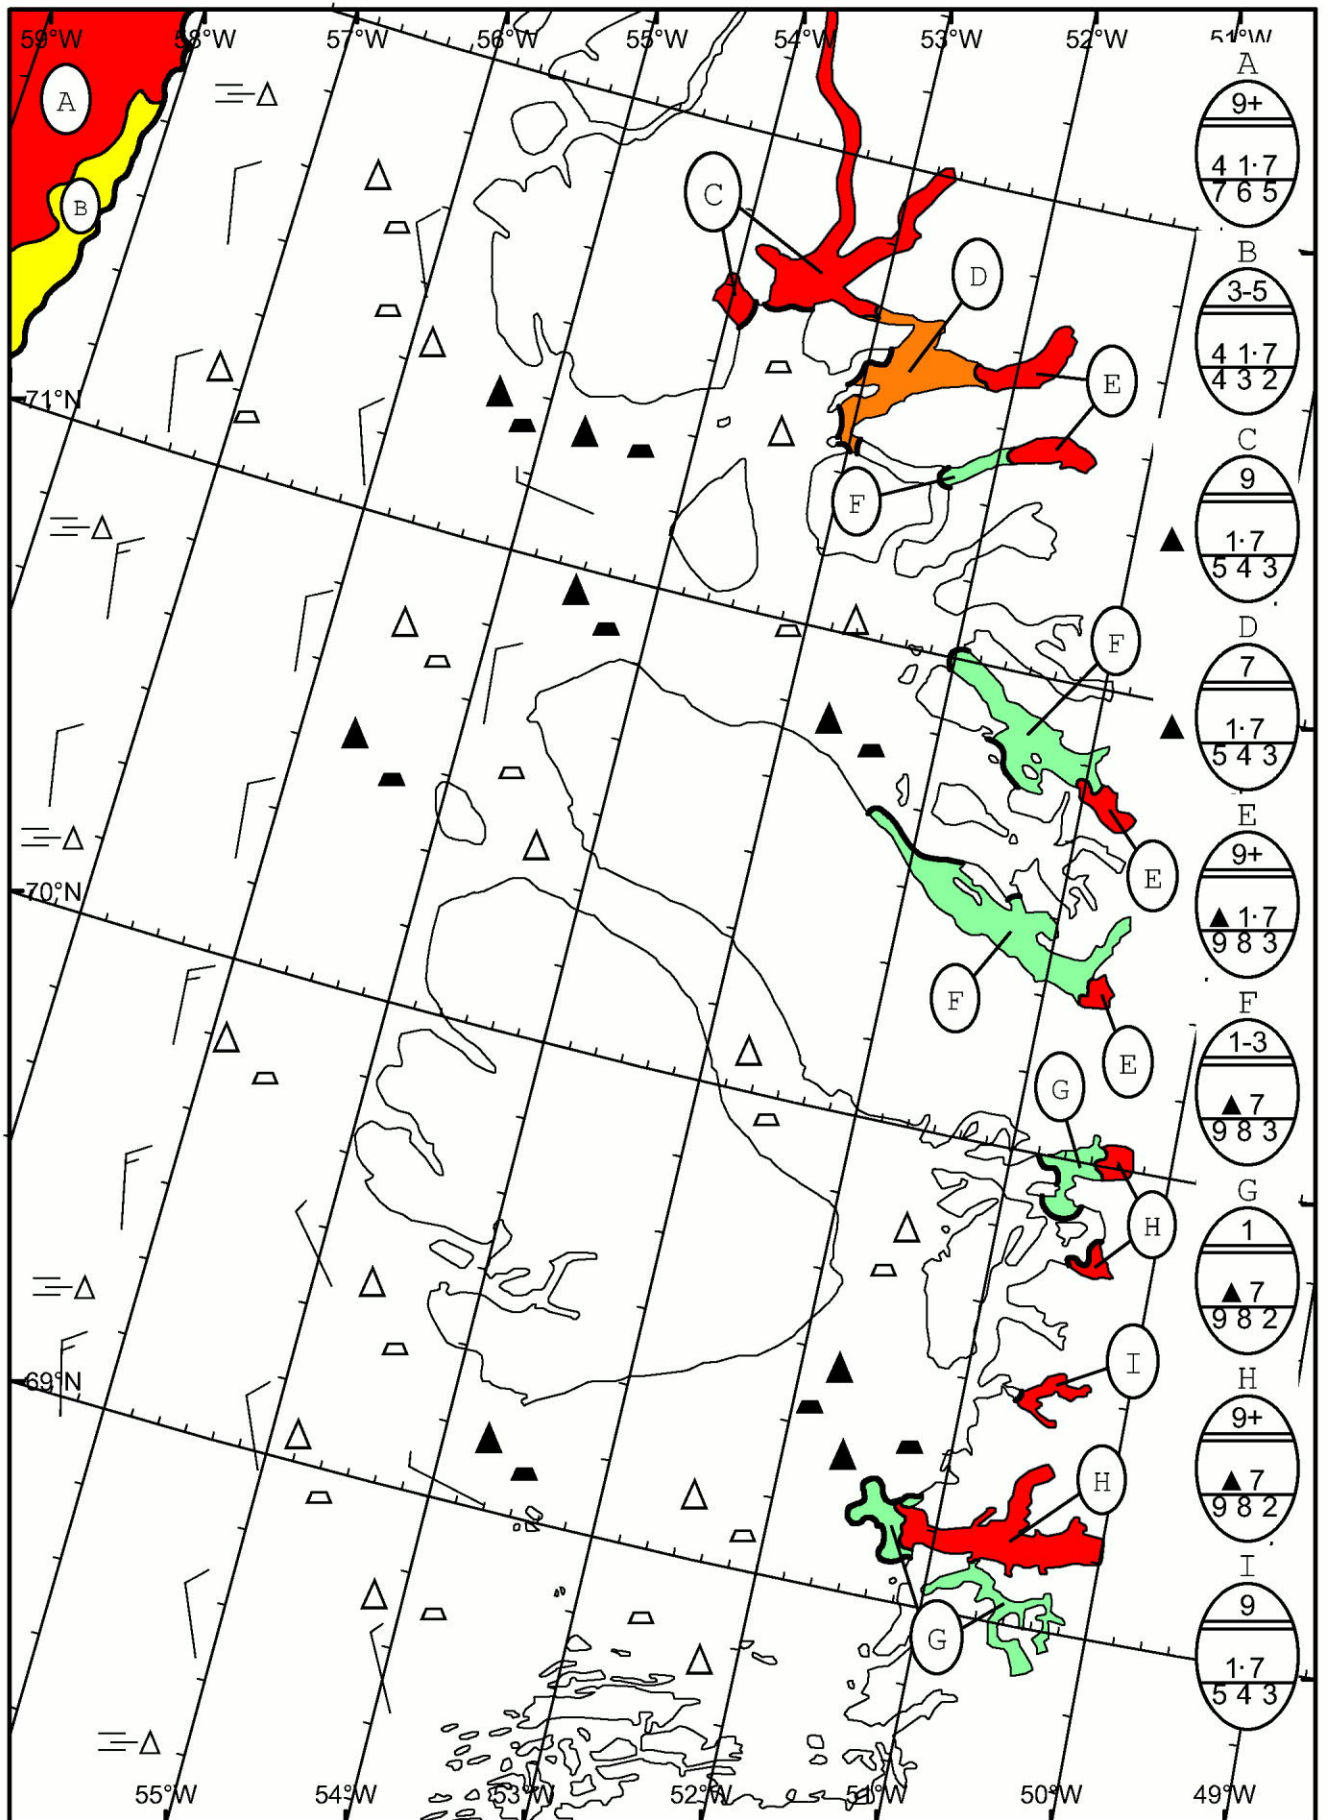 59°W 58°W 57°W 56°W 55°W 54°W 53°W 52°W 51°W
A
9+
4 1·7
7 6 5
A
B
B
3-5
4 1·7
4 3 2
C
D
71°N
E
C
9
1·7
5 4 3
F
F
D
7
1·7
5 4 3
E
E
9+
1·7
9 8 3
70°N
F
E
F
1-3
7
9 8 3
G
H
G
1
7
9 8 2
I
69°N
H
H
9+
7
9 8 2
G
I
9
1·7
5 4 3
55°W 54°W 53°W 52°W 51°W 50°W 49°W